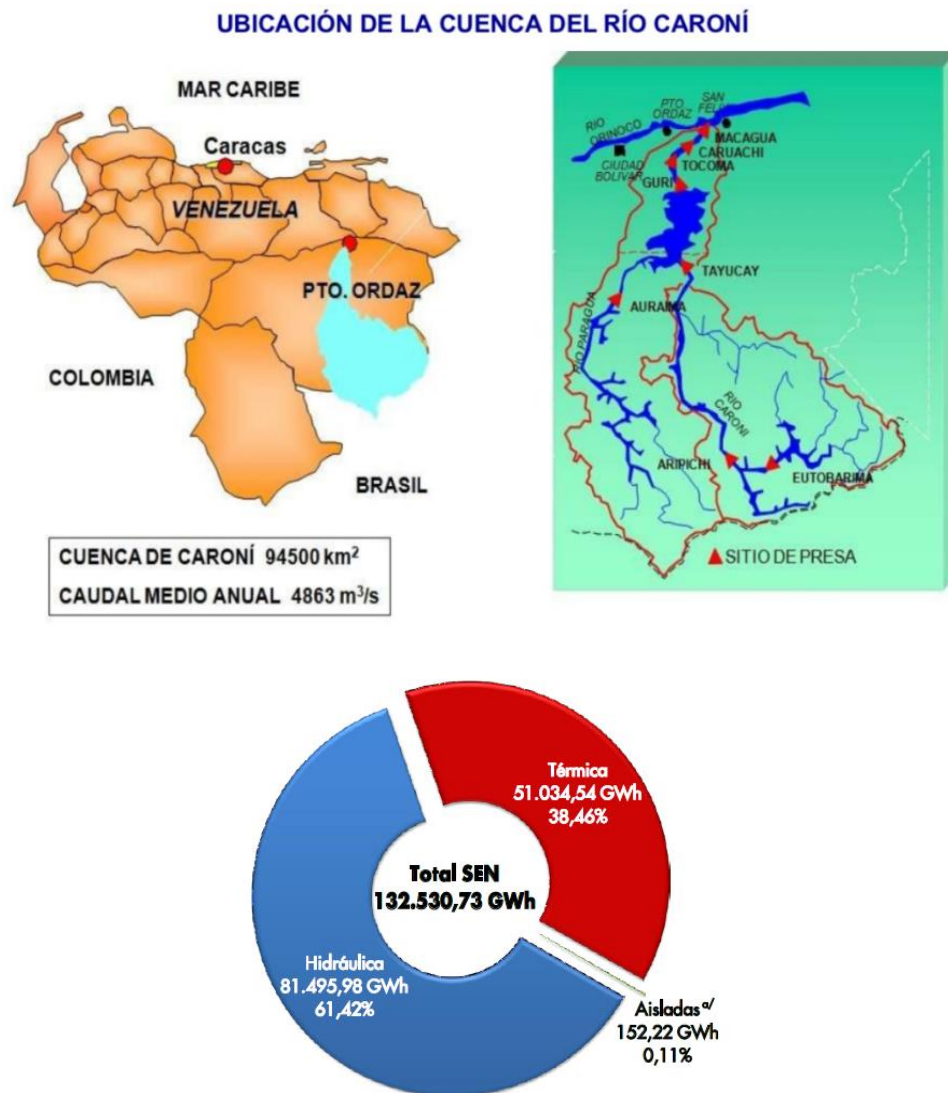 UBICACIÓN DE LA CUENCA DEL RÍO CARONÍ
MAR CARIBE
Caracas
VENEZUELA
PTO. ORDAZ
COLOMBIA
BRASIL
CUENCA DE CARONÍ 94500 km²
CAUDAL MEDIO ANUAL 4863 m³/s
RIO ORINOCO
PTO ORDAZ
SAN
CIUDAD BOLIVAR
MACAGUA
CARUACHI
TOCOMA
GURI
TAYUCAY
AURAIMA
RIO PARAGUA
RIO CARONI
ARIPICHI
EUTOBARIMA
SITIO DE PRESA
Térmica
51.034,54 GWh
38,46%
Total SEN
132.530,73 GWh
Hidráulica
81.495,98 GWh
61,42%
Aisladas a/
152,22 GWh
0,11%